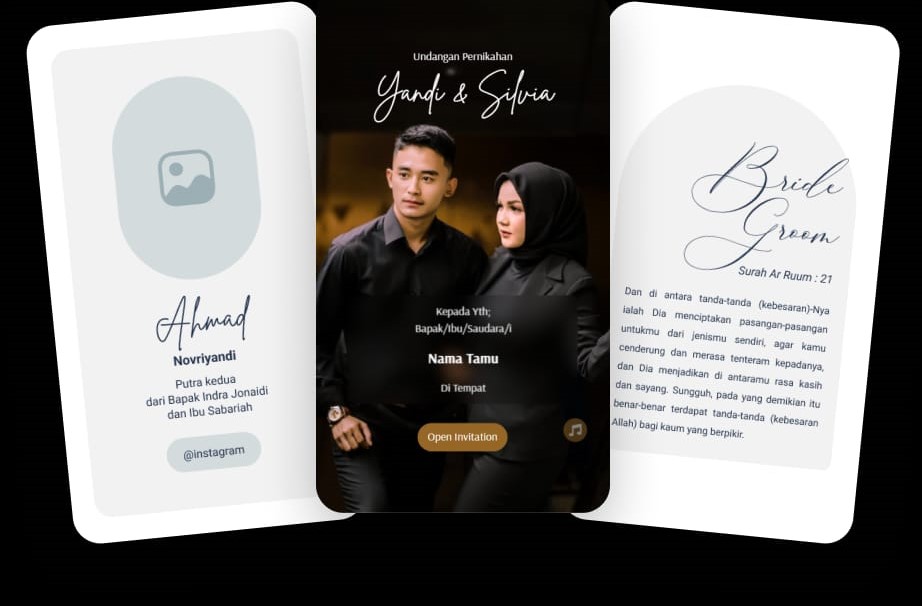 Ahmad
Novriyandi
Putra kedua
dari Bapak Indra Jonaidi
dan Ibu Sabariah
@instagram
Undangan Pernikahan
Yandi & Silvia
Kepada Yth;
Bapak/Ibu/Saudara/i
Nama Tamu
Di Tempat
Open Invitation
Bride
Groom
Surah Ar Ruum : 21
Dan di antara tanda-tanda (kebesaran)-Nya
ialah Dia menciptakan pasangan-pasangan
untukmu dari jenismu sendiri, agar kamu
cenderung dan merasa tenteram kepadanya,
dan Dia menjadikan di antaramu rasa kasih
dan sayang. Sungguh, pada yang demikian itu
benar-benar terdapat tanda-tanda (kebesaran
Allah) bagi kaum yang berpikir.